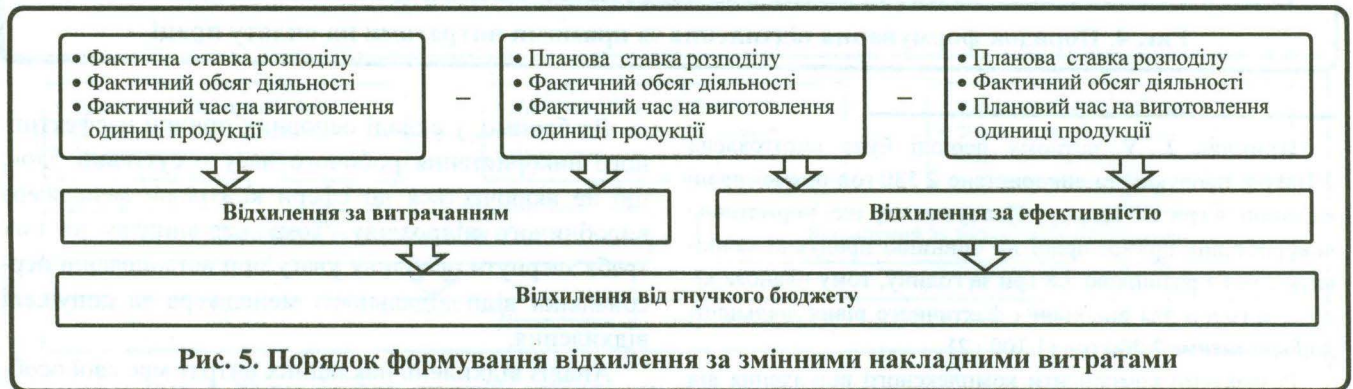 • Фактична ставка розподілу
• Фактичний обсяг діяльності
• Фактичний час на виготовлення
одиниці продукції
–
• Планова ставка розподілу
• Фактичний обсяг діяльності
• Фактичний час на виготовлення
одиниці продукції
–
• Планова ставка розподілу
• Фактичний обсяг діяльності
• Плановий час на виготовлення
одиниці продукції
Відхилення за витрачанням
Відхилення за ефективністю
Відхилення від гнучкого бюджету
Рис. 5. Порядок формування відхилення за змінними накладними витратами